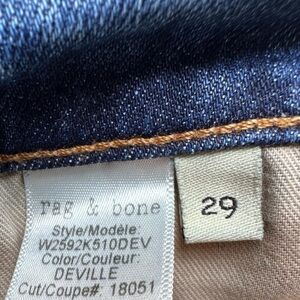 rag & bone
Style/Modèle:
W2592K510DEV
Color/Couleur:
DEVILLE
Cut/Coupe#: 18051
29